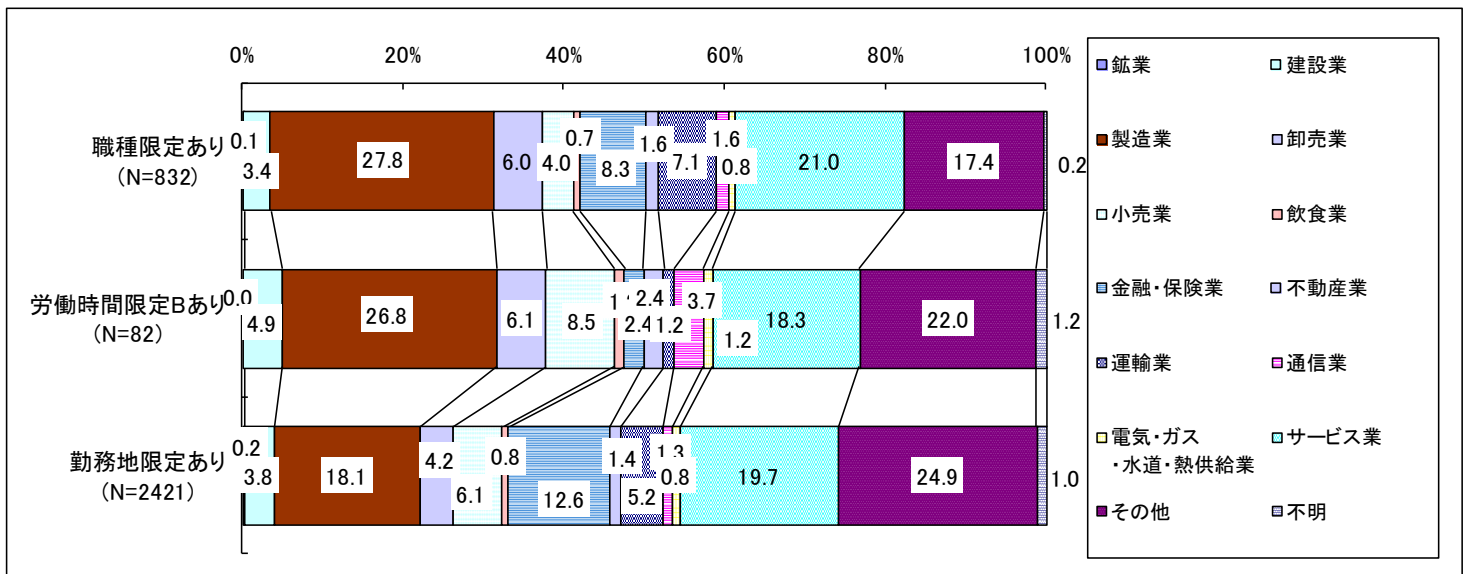 0% 20% 40% 60% 80% 100%
職種限定あり
(N=832)
0.1 3.4 27.8 6.0 4.0 0.7 8.3 1.6 7.1 1.6 0.8 21.0 17.4 0.2
労働時間限定Bあり
(N=82)
0.0 4.9 26.8 6.1 8.5 2.4 2.4 1.2 3.7 1.2 18.3 22.0 1.2
勤務地限定あり
(N=2421)
0.2 3.8 18.1 4.2 6.1 0.8 12.6 1.4 5.2 1.3 0.8 19.7 24.9 1.0
鉱業 建設業
製造業 卸売業
小売業 飲食業
金融・保険業 不動産業
運輸業 通信業
電気・ガス サービス業
・水道・熱供給業
その他 不明